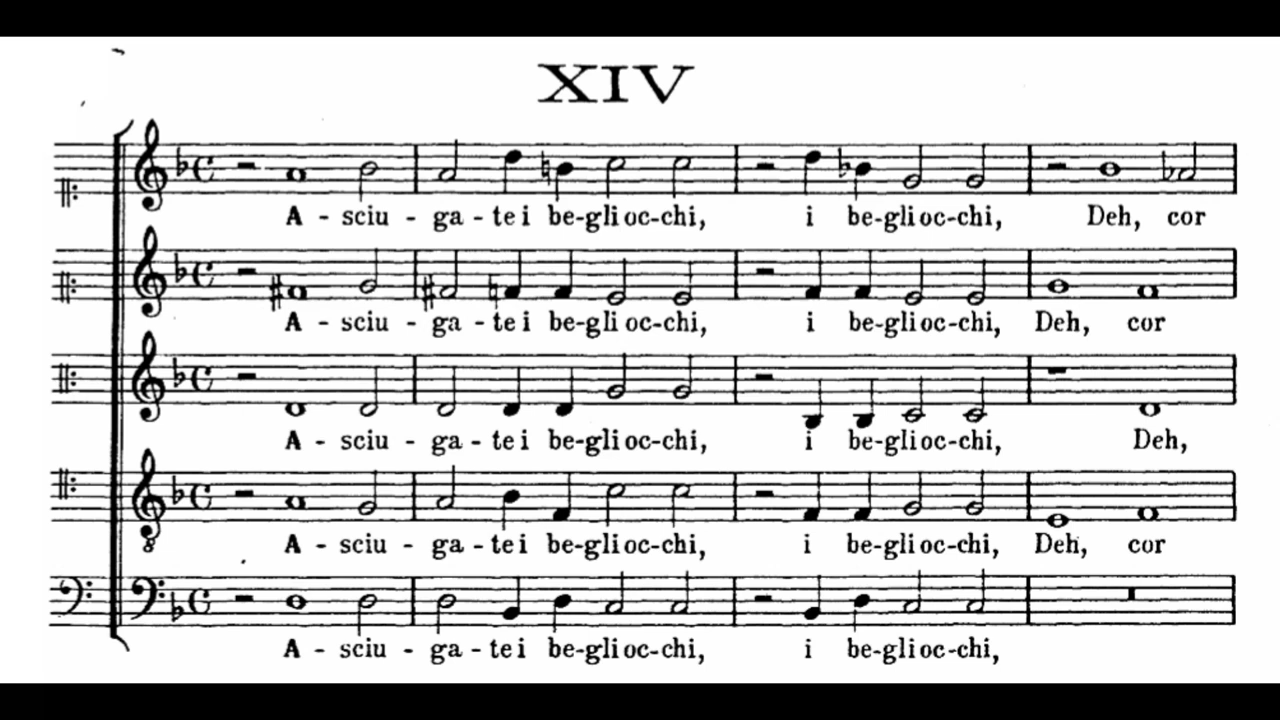 XIV
A - sciu - ga - te i be-gli oc-chi, i be-gli oc-chi, Deh, cor
A - sciu - ga - te i be-gli oc-chi, i be-gli oc-chi, Deh, cor
A - sciu - ga - te i be-gli oc-chi, i be-gli oc-chi, Deh,
8
A - sciu - ga - te i be-gli oc-chi, i be-gli oc-chi, Deh, cor
A - sciu - ga - te i be-gli oc-chi, i be-gli oc-chi,